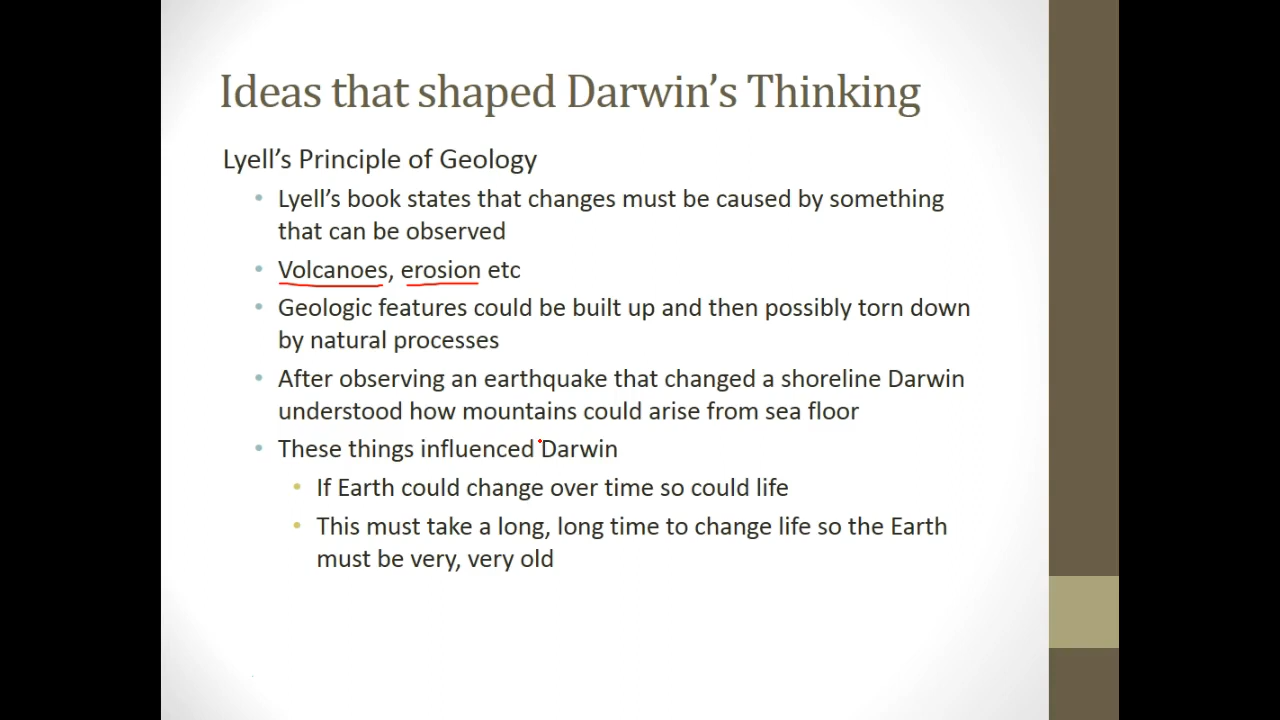 Ideas that shaped Darwin's Thinking
Lyell's Principle of Geology
• Lyell's book states that changes must be caused by something
that can be observed
• Volcanoes, erosion etc
• Geologic features could be built up and then possibly torn down
by natural processes
• After observing an earthquake that changed a shoreline Darwin
understood how mountains could arise from sea floor
• These things influenced Darwin
• If Earth could change over time so could life
• This must take a long, long time to change life so the Earth
must be very, very old